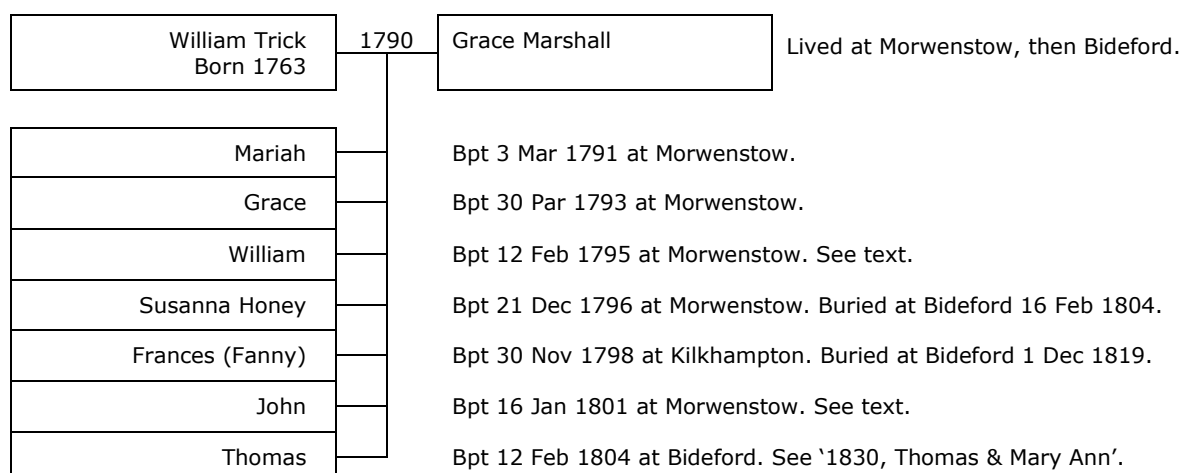 William Trick 1790 Grace Marshall Lived at Morwenstow, then Bideford.
Born 1763
Mariah Bpt 3 Mar 1791 at Morwenstow.
Grace Bpt 30 Par 1793 at Morwenstow.
William Bpt 12 Feb 1795 at Morwenstow. See text.
Susanna Honey Bpt 21 Dec 1796 at Morwenstow. Buried at Bideford 16 Feb 1804.
Frances (Fanny) Bpt 30 Nov 1798 at Kilkhampton. Buried at Bideford 1 Dec 1819.
John Bpt 16 Jan 1801 at Morwenstow. See text.
Thomas Bpt 12 Feb 1804 at Bideford. See ‘1830, Thomas & Mary Ann’.